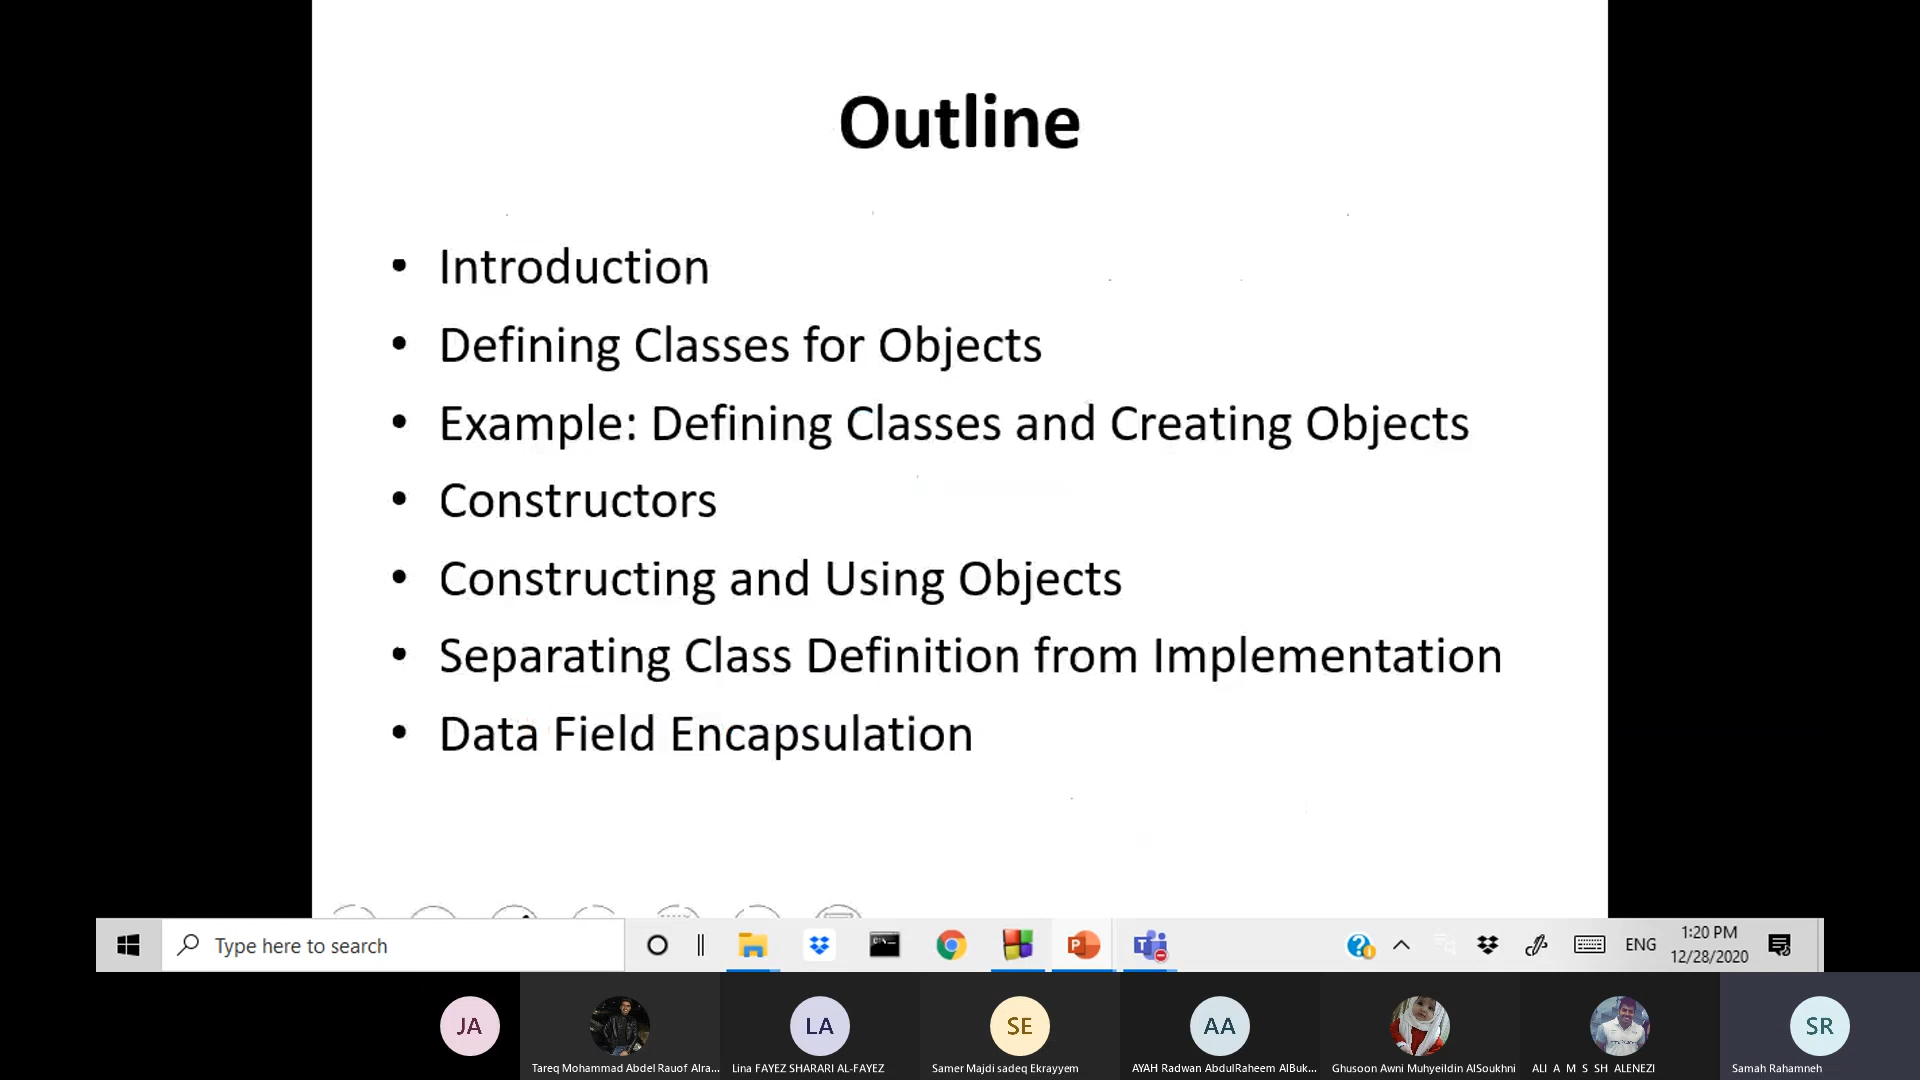 Outline
• Introduction
• Defining Classes for Objects
• Example: Defining Classes and Creating Objects
• Constructors
• Constructing and Using Objects
• Separating Class Definition from Implementation
• Data Field Encapsulation
Type here to search
ENG
1:20 PM
12/28/2020
JA
LA
SE
AA
SR
Tareq Mohammad Abdel Rauof Alra...
Lina FAYEZ SHARARI AL-FAYEZ
Samer Majdi sadeq Ekrayyem
AYAH Radwan AbdulRaheem AlBuk...
Ghusoon Awni Muhyeildin AlSoukhni
ALI A M S SH ALENEZI
Samah Rahamneh